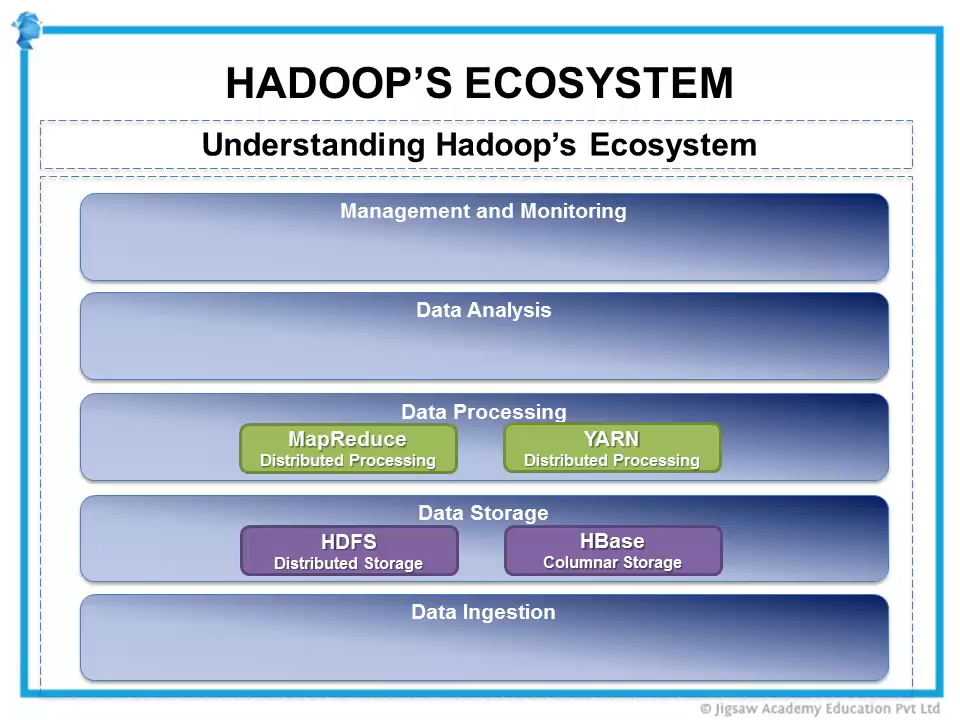 HADOOP’S ECOSYSTEM
Understanding Hadoop’s Ecosystem
Management and Monitoring
Data Analysis
Data Processing
MapReduce
Distributed Processing
YARN
Distributed Processing
Data Storage
HDFS
Distributed Storage
HBase
Columnar Storage
Data Ingestion
© Jigsaw Academy Education Pvt Ltd